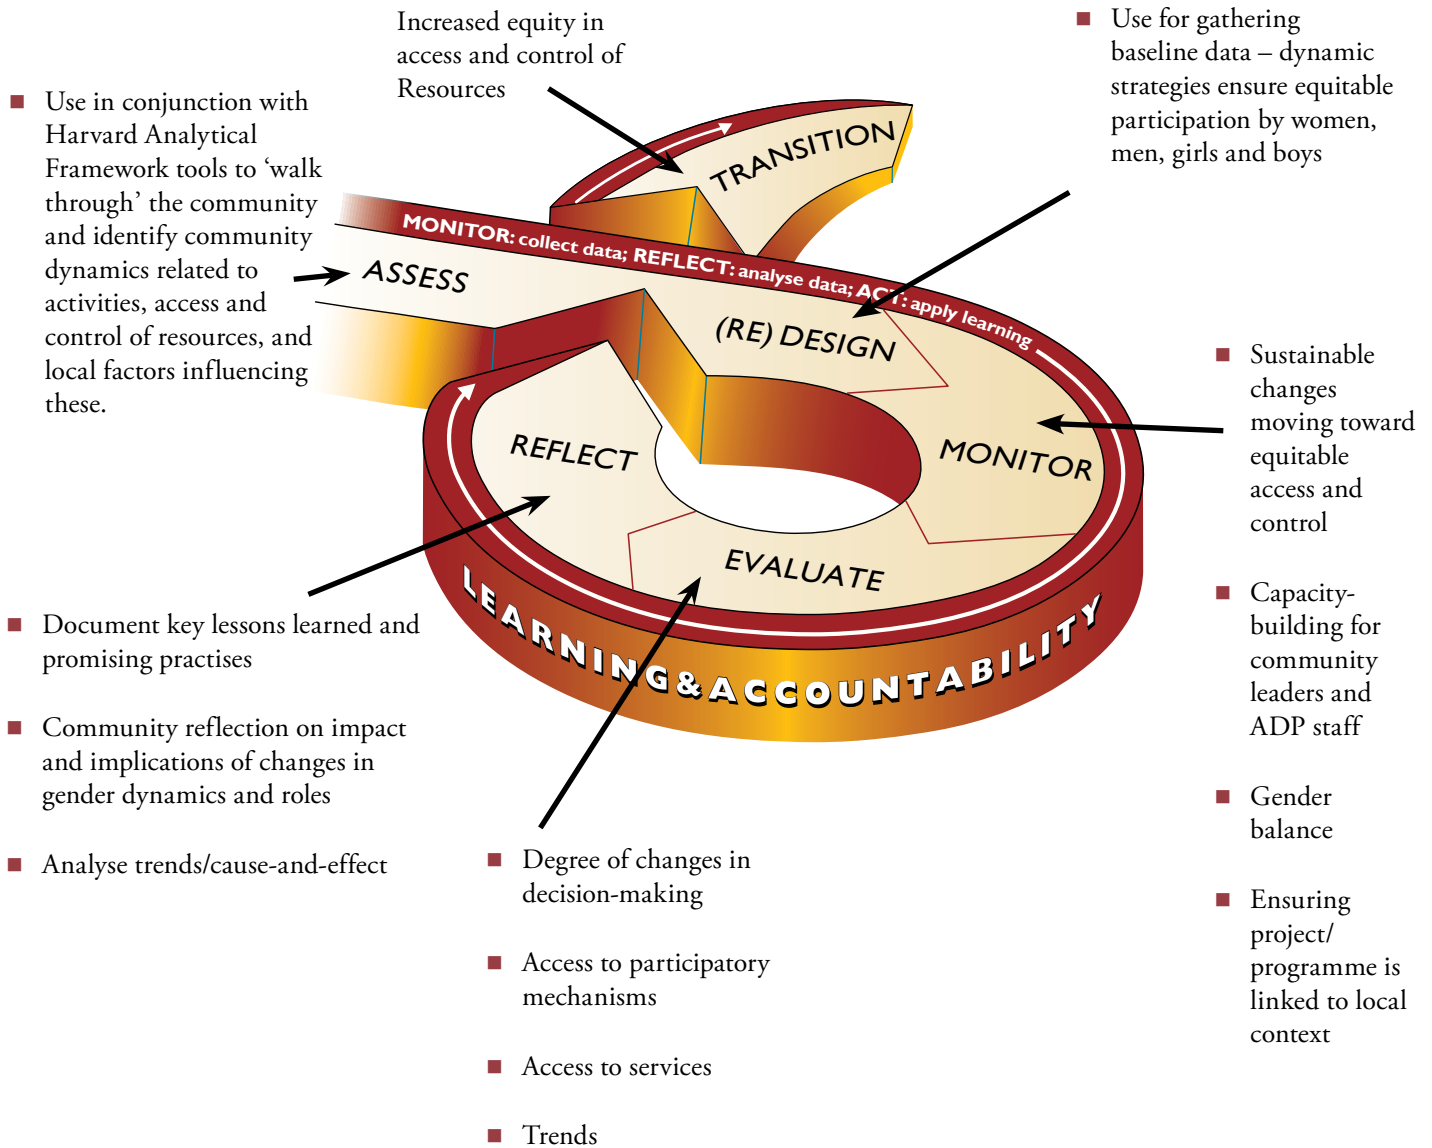 Increased equity in
access and control of
Resources
■ Use for gathering
baseline data – dynamic
strategies ensure equitable
participation by women,
men, girls and boys
■ Use in conjunction with
Harvard Analytical
Framework tools to ‘walk
through’ the community
and identify community
dynamics related to
activities, access and
control of resources, and
local factors influencing
these.
TRANSITION
MONITOR: collect data; REFLECT: analyse data; ACT: apply learning
ASSESS
(RE) DESIGN
MONITOR
EVALUATE
REFLECT
LEARNING & ACCOUNTABILITY
■ Sustainable
changes
moving toward
equitable
access and
control
■ Capacity-
building for
community
leaders and
ADP staff
■ Gender
balance
■ Ensuring
project/
programme is
linked to local
context
■ Document key lessons learned and
promising practises
■ Community reflection on impact
and implications of changes in
gender dynamics and roles
■ Analyse trends/cause-and-effect
■ Degree of changes in
decision-making
■ Access to participatory
mechanisms
■ Access to services
■ Trends